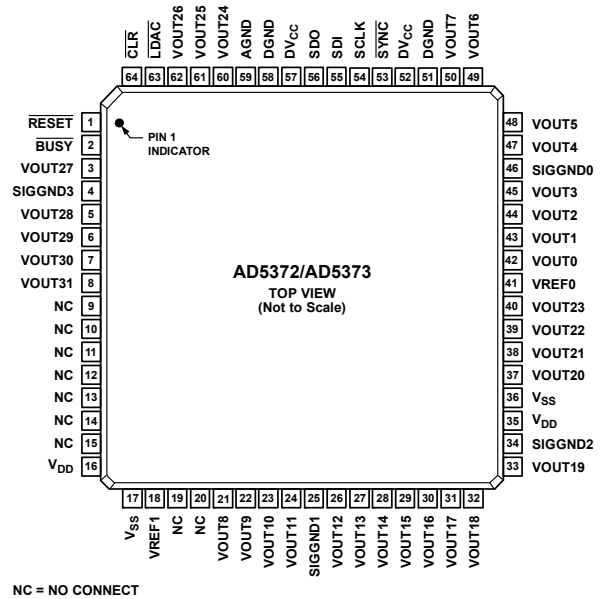 CLR
LDAC
VOUT26
VOUT25
VOUT24
AGND
DGND
DVCC
SDO
SDI
SCLK
SYNC
DVCC
DGND
VOUT7
VOUT6
64 63 62 61 60 59 58 57 56 55 54 53 52 51 50 49
RESET 1
BUSY 2
VOUT27 3
SIGGND3 4
VOUT28 5
VOUT29 6
VOUT30 7
VOUT31 8
NC 9
NC 10
NC 11
NC 12
NC 13
NC 14
NC 15
VDD 16
PIN 1
INDICATOR
AD5372/AD5373
TOP VIEW
(Not to Scale)
48 VOUT5
47 VOUT4
46 SIGGND0
45 VOUT3
44 VOUT2
43 VOUT1
42 VOUT0
41 VREF0
40 VOUT23
39 VOUT22
38 VOUT21
37 VOUT20
36 VSS
35 VDD
34 SIGGND2
33 VOUT19
17 18 19 20 21 22 23 24 25 26 27 28 29 30 31 32
VSS
VREF1
NC
NC
VOUT8
VOUT9
VOUT10
VOUT11
SIGGND1
VOUT12
VOUT13
VOUT14
VOUT15
VOUT16
VOUT17
VOUT18
NC = NO CONNECT